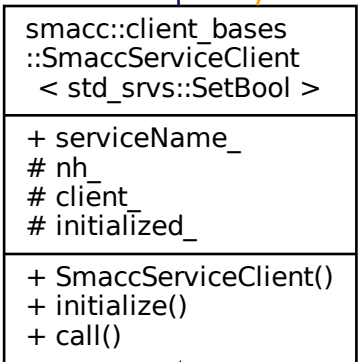 smacc::client_bases
::SmaccServiceClient
< std_srvs::SetBool >
+ serviceName_
# nh_
# client_
# initialized_
+ SmaccServiceClient()
+ initialize()
+ call()